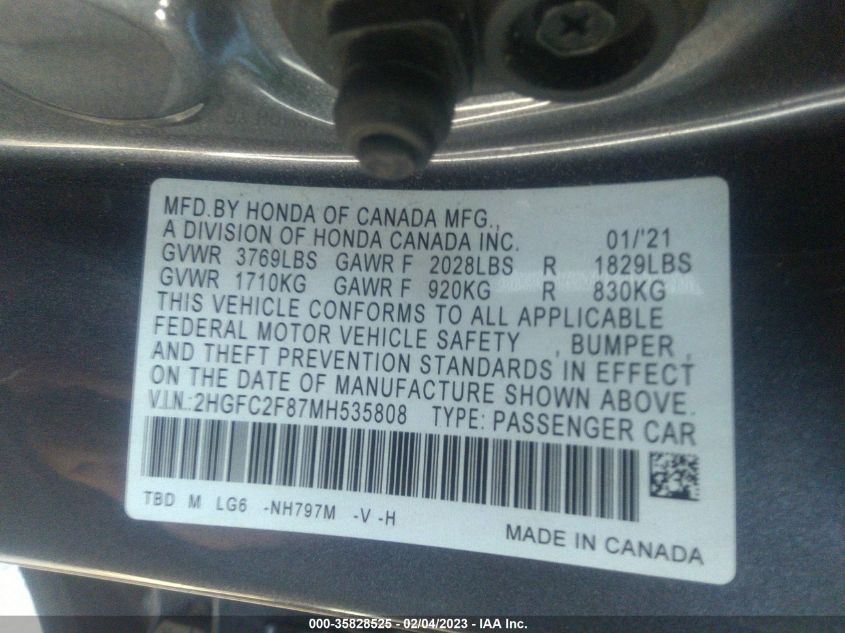 MFD.BY HONDA OF CANADA MFG.,
A DIVISION OF HONDA CANADA INC. 01/'21
GVWR 3769LBS GAWR F 2028LBS R 1829LBS
GVWR 1710KG GAWR F 920KG R 830KG
THIS VEHICLE CONFORMS TO ALL APPLICABLE
FEDERAL MOTOR VEHICLE SAFETY , BUMPER ,
AND THEFT PREVENTION STANDARDS IN EFFECT
ON THE DATE OF MANUFACTURE SHOWN ABOVE.
V.I.N.:2HGFC2F87MH535808 TYPE: PASSENGER CAR
TBD M LG6 -NH797M -V -H
MADE IN CANADA
000-35828525 - 02/04/2023 - IAA Inc.